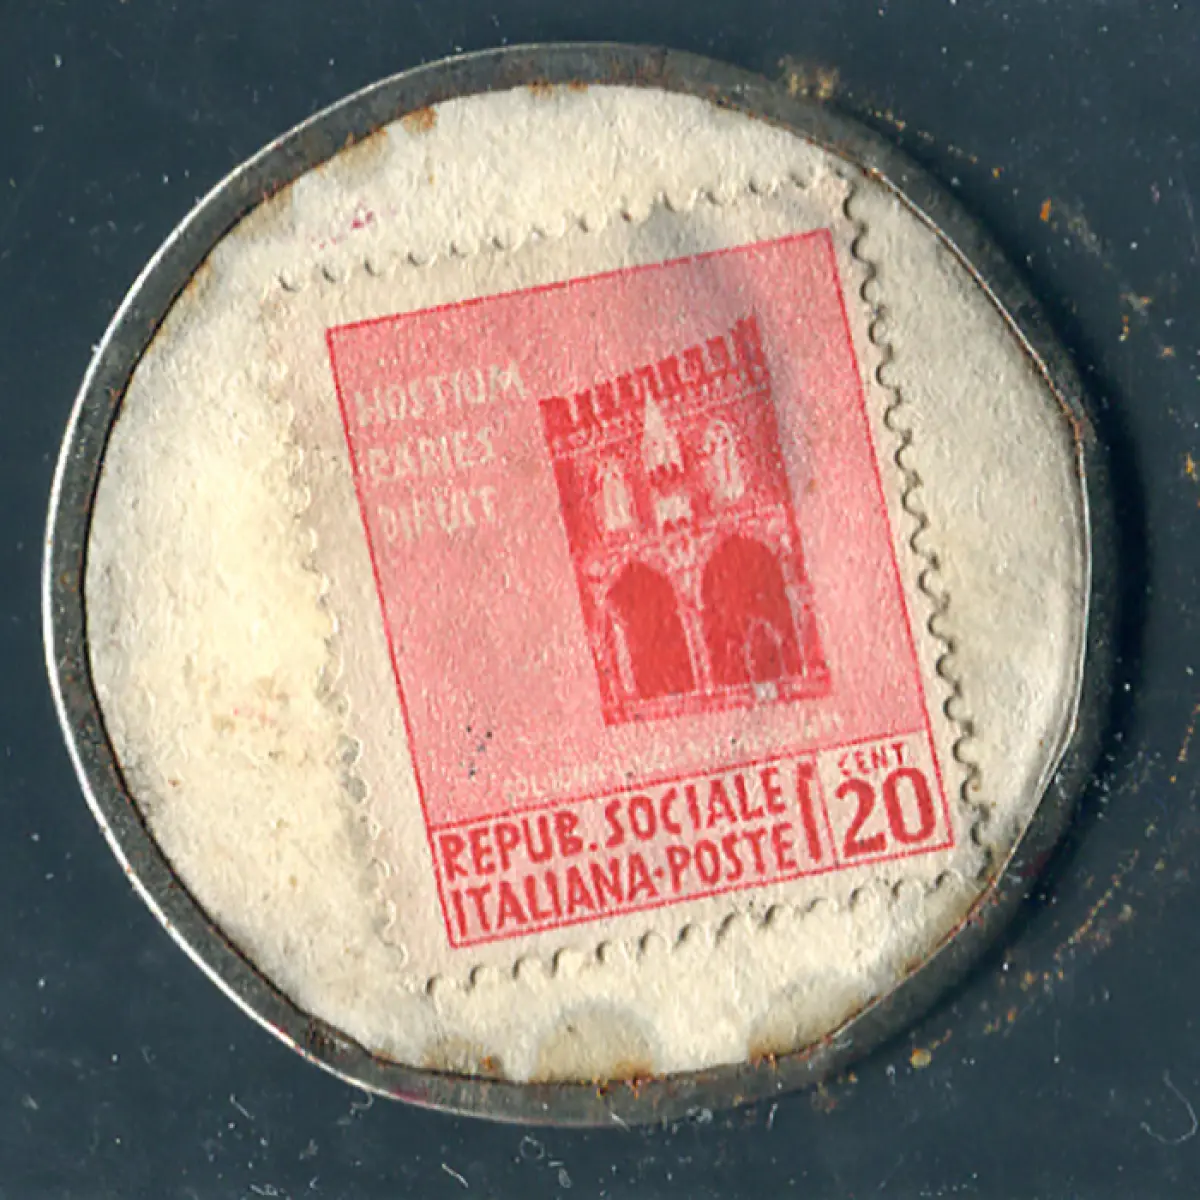 HOSTIUM
RABIES
DIRUIT
REPUB. SOCIALE
ITALIANA-POSTE
CENT
20